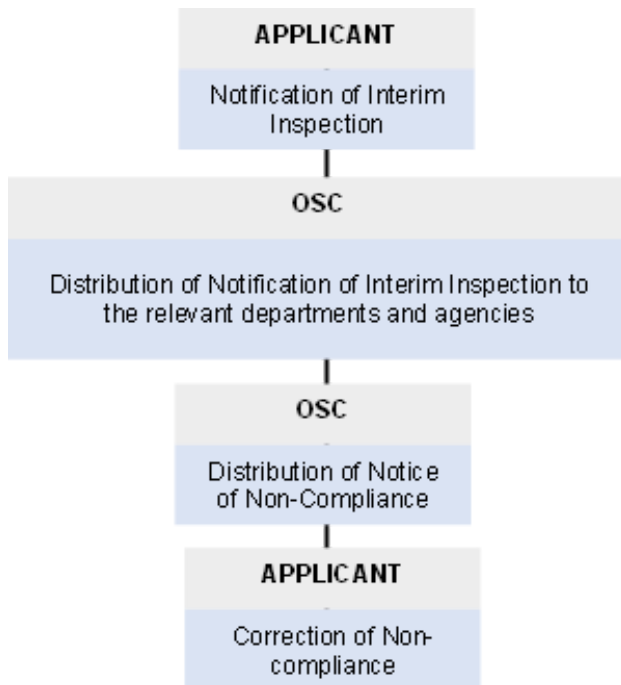 APPLICANT
Notification of Interim
Inspection
OSC
Distribution of Notification of Interim Inspection to
the relevant departments and agencies
OSC
Distribution of Notice
of Non-Compliance
APPLICANT
Correction of Non-
compliance